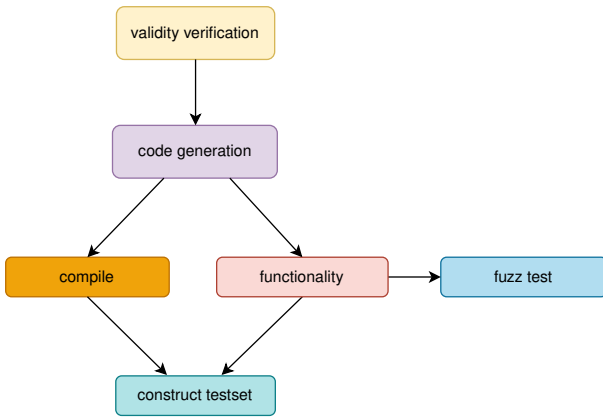 validity verification
code generation
compile
functionality
fuzz test
construct testset